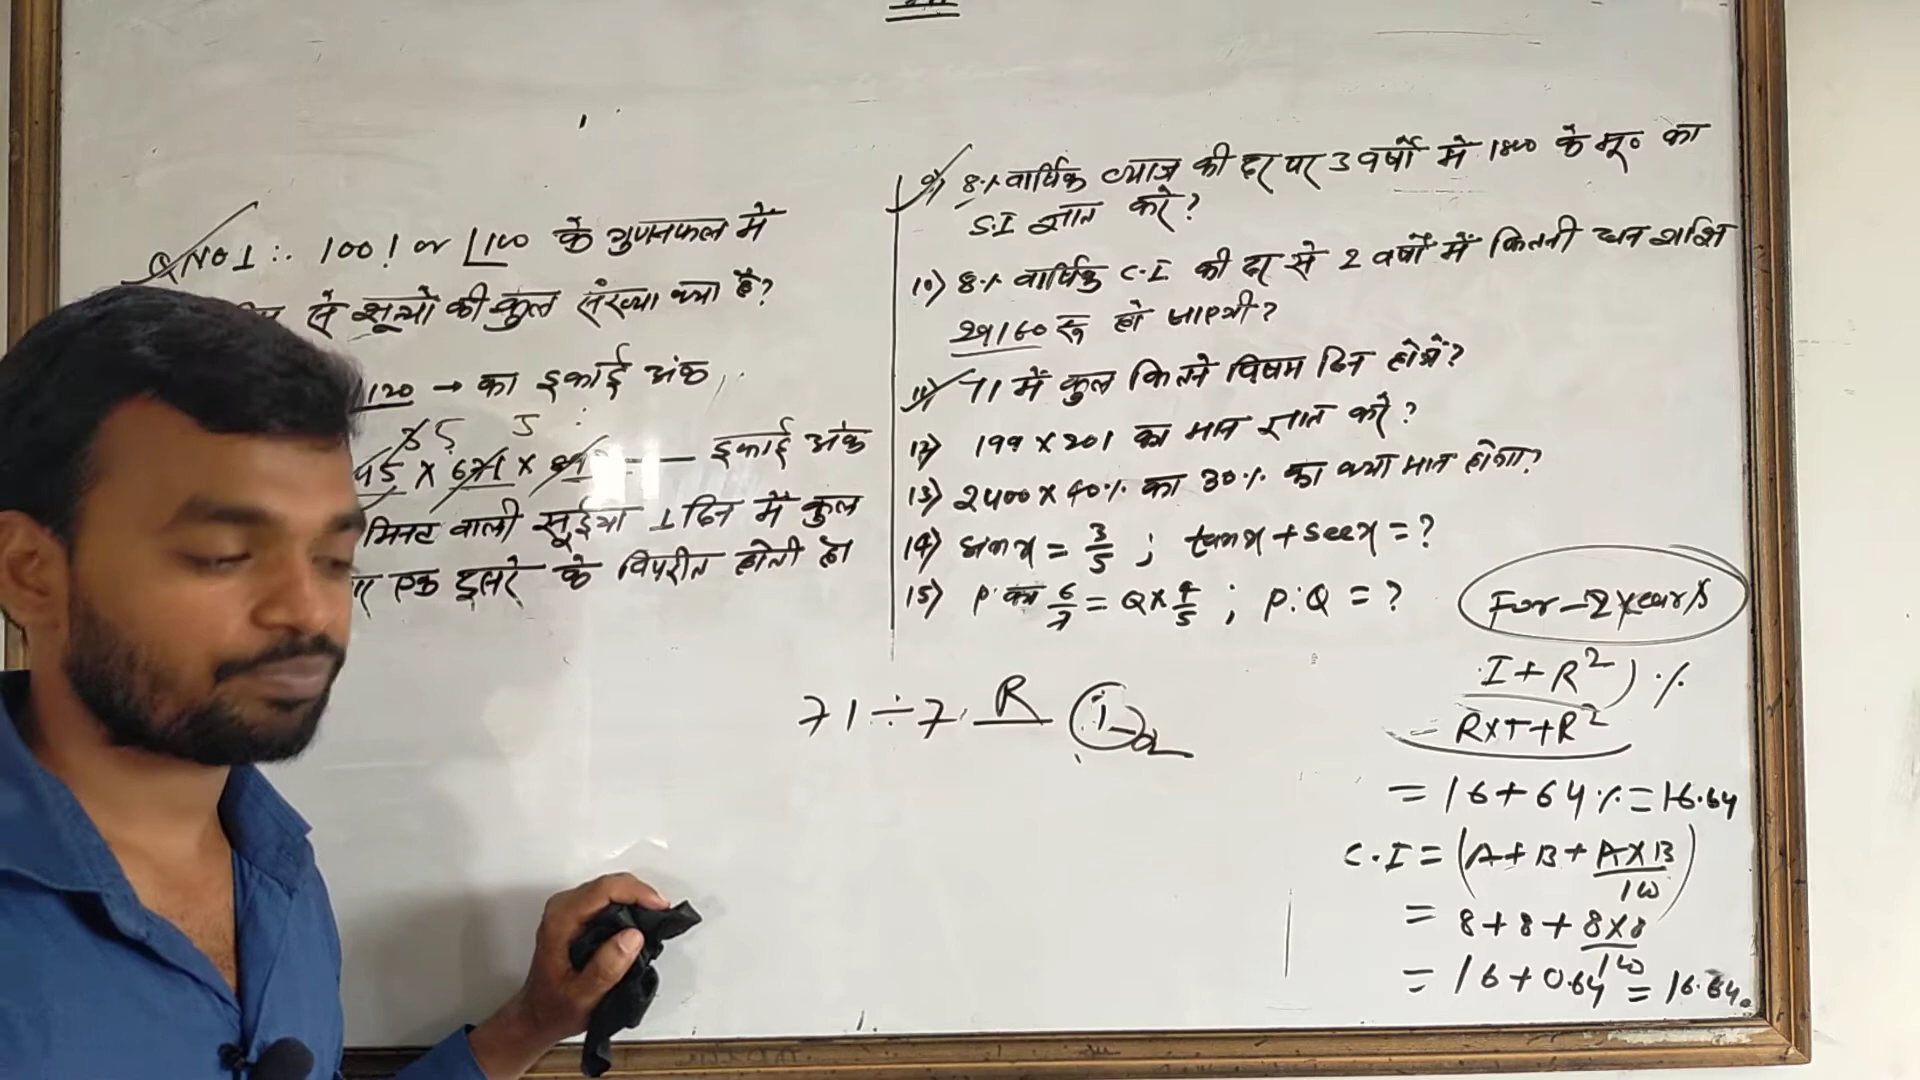 Q.NO 1:. 100! or |100 के गुणनफल में
से शून्यो की कुल संख्या क्या है?
120 → का इकाई अंक
35 5
45 × 671 × — इकाई अंक
मिनट वाली सूईया 1 दिन में कुल
एक दूसरे के विपरीत होती है।
9) 8% वार्षिक ब्याज की दर पर 3 वर्षो में 1800 के मू० का
S.I ज्ञात करे?
10) 8% वार्षिक C.I की दर से 2 वर्षों में कितनी धन राशि
29160 रू हो जाएगी?
11) 71 में कुल कितने विषम दिन होगें?
12) 199 × 201 का मान ज्ञात करे?
13) 2400 × 40% का 30% का क्या मान होगा?
14) sin x = 3/5 ; tan x + sec x = ?
15) P का 6/7 = Q × 4/5 ; P:Q = ?
For - 2 years
I + R²) %
= R×T + R²
= 16 + 64% = 16.64
C.I = (A + B + A×B/100)
= 8 + 8 + 8×8/100
= 16 + 0.64 = 16.64
71 ÷ 7, R 1